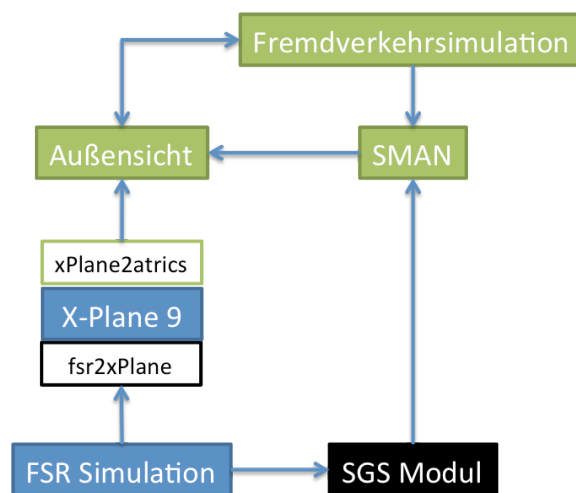 Fremdverkehrsimulation
Außensicht
SMAN
xPlane2atrics
X-Plane 9
fsr2xPlane
FSR Simulation
SGS Modul